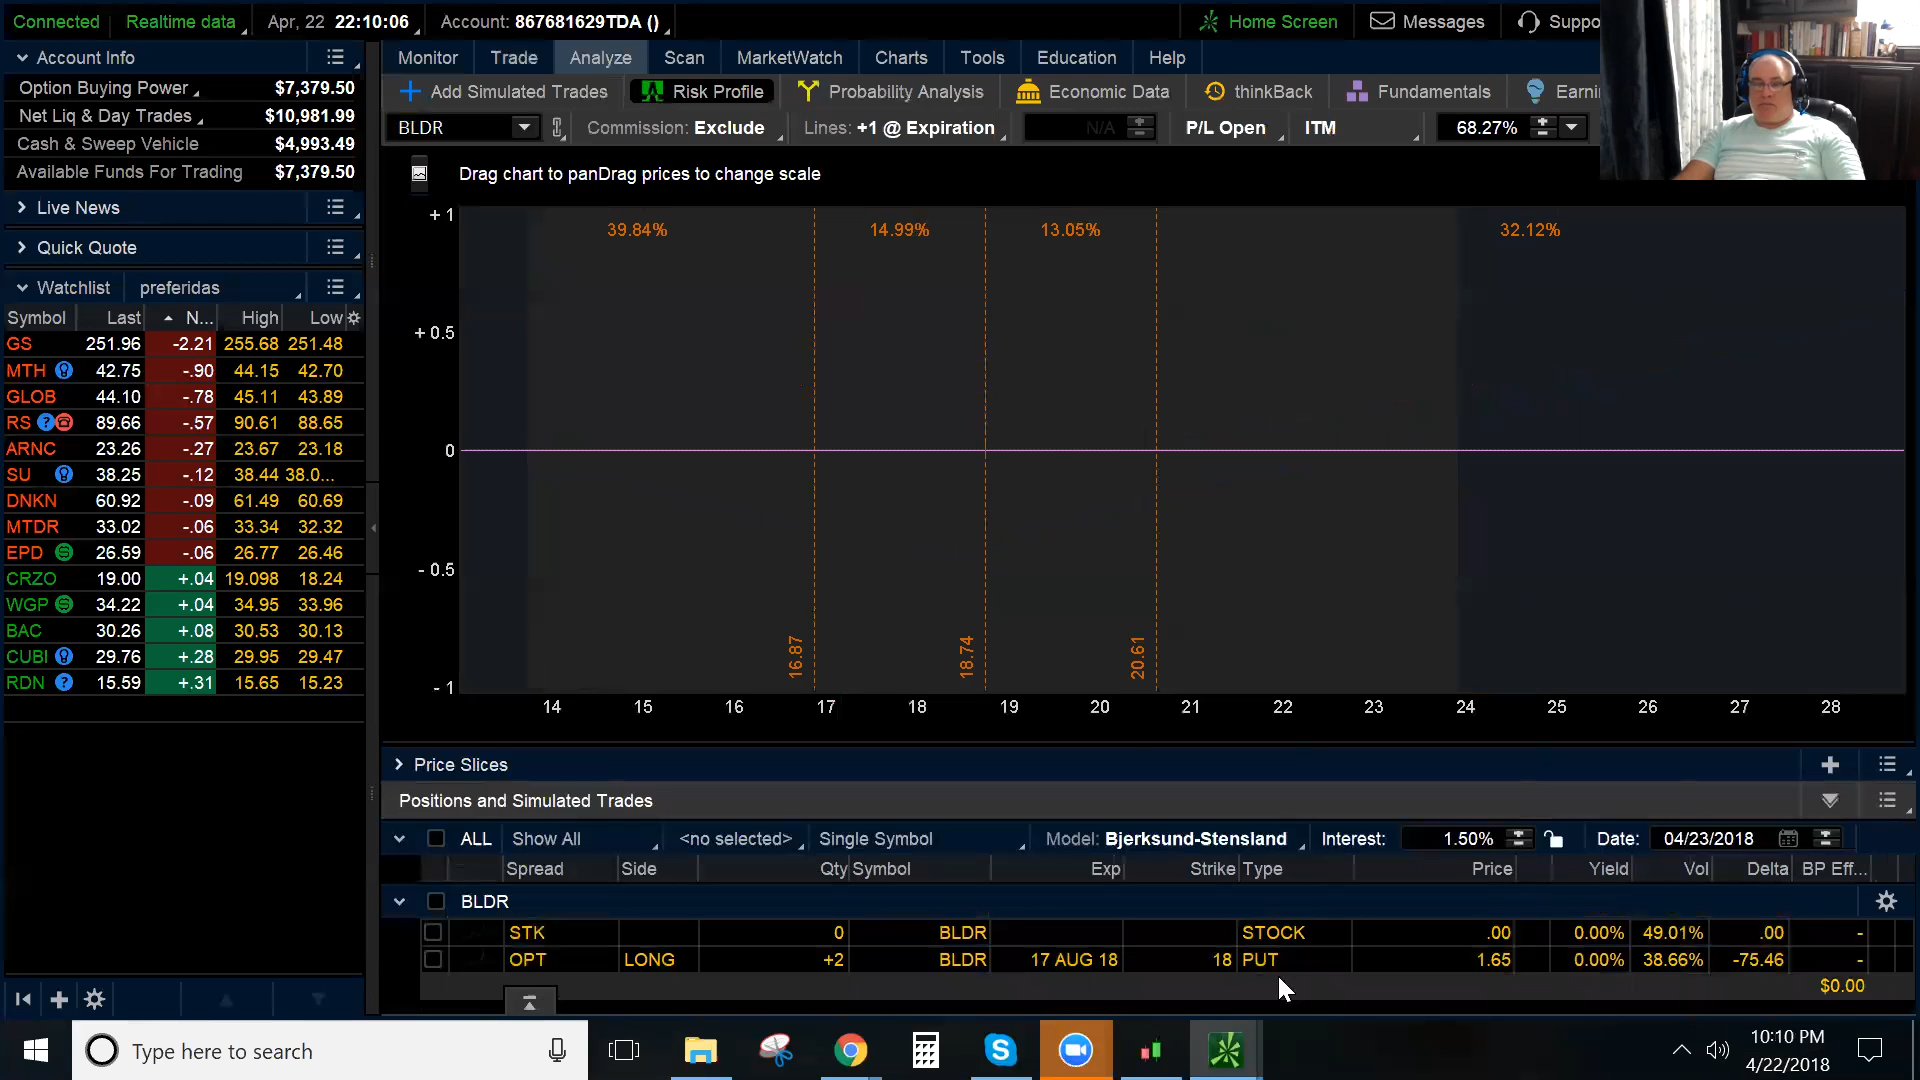 Connected Realtime data Apr, 22 22:10:06 Account: 867681629TDA () Home Screen Messages Suppo
Account Info
Option Buying Power $7,379.50
Net Liq & Day Trades $10,981.99
Cash & Sweep Vehicle $4,993.49
Available Funds For Trading $7,379.50
Live News
Quick Quote
Watchlist preferidas
Symbol Last N... High Low
GS 251.96 -2.21 255.68 251.48
MTH 42.75 -.90 44.15 42.70
GLOB 44.10 -.78 45.11 43.89
RS 89.66 -.57 90.61 88.65
ARNC 23.26 -.27 23.67 23.18
SU 38.25 -.12 38.44 38.0...
DNKN 60.92 -.09 61.49 60.69
MTDR 33.02 -.06 33.34 32.32
EPD 26.59 -.06 26.77 26.46
CRZO 19.00 +.04 19.098 18.24
WGP 34.22 +.04 34.95 33.96
BAC 30.26 +.08 30.53 30.13
CUBI 29.76 +.28 29.95 29.47
RDN 15.59 +.31 15.65 15.23
Monitor Trade Analyze Scan MarketWatch Charts Tools Education Help
Add Simulated Trades Risk Profile Probability Analysis Economic Data thinkBack Fundamentals Earni
BLDR Commission: Exclude Lines: +1 @ Expiration N/A P/L Open ITM 68.27%
Drag chart to panDrag prices to change scale
+ 1
39.84% 14.99% 13.05% 32.12%
+ 0.5
0
- 0.5
16.87 18.74 20.61
- 1
14 15 16 17 18 19 20 21 22 23 24 25 26 27 28
Price Slices
Positions and Simulated Trades
ALL Show All <no selected> Single Symbol Model: Bjerksund-Stensland Interest: 1.50% Date: 04/23/2018
Spread Side Qty Symbol Exp Strike Type Price Yield Vol Delta BP Eff...
BLDR
STK 0 BLDR STOCK .00 0.00% 49.01% .00 -
OPT LONG +2 BLDR 17 AUG 18 18 PUT 1.65 0.00% 38.66% -75.46 -
$0.00
Type here to search
10:10 PM
4/22/2018